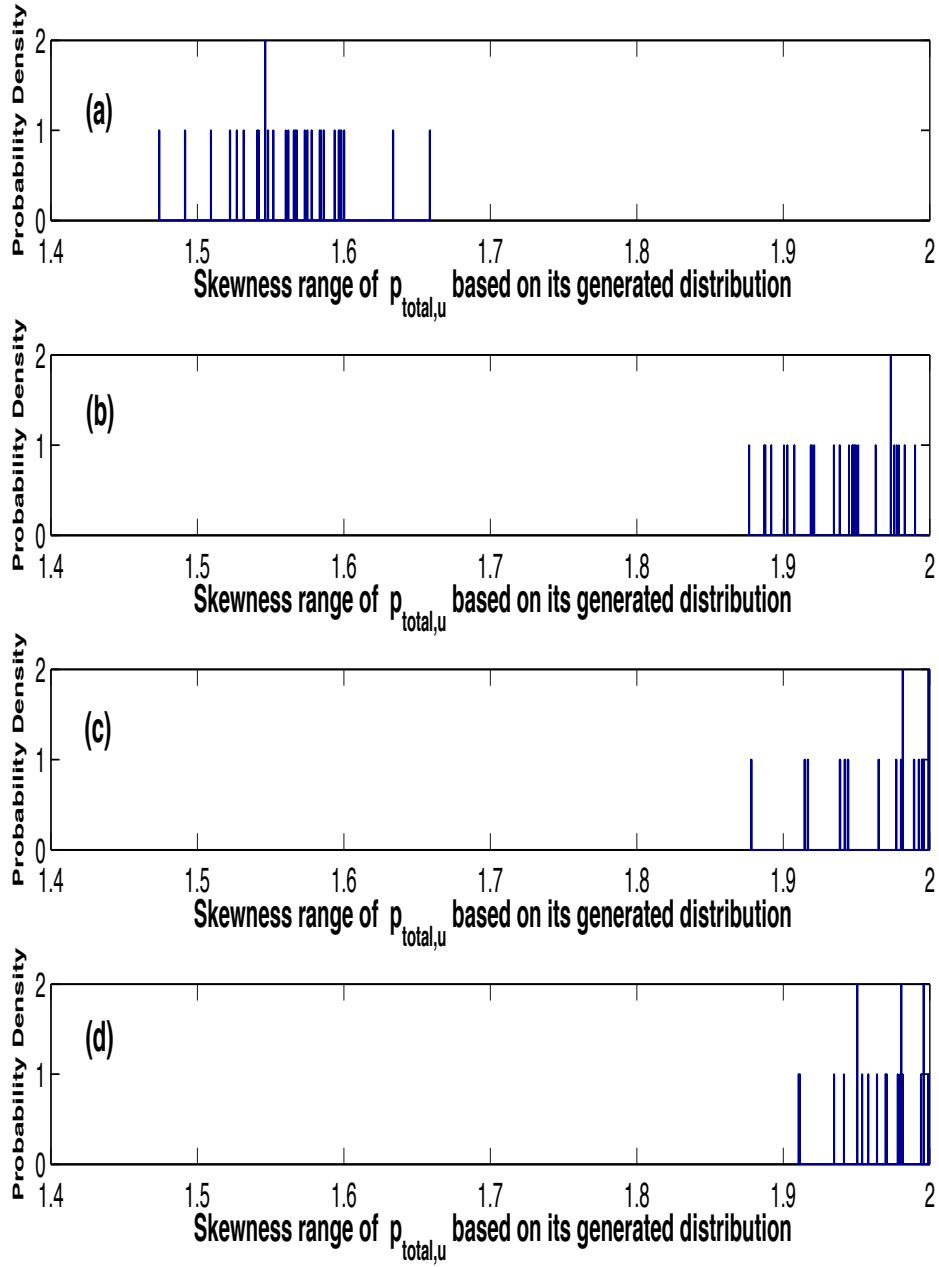 Probability Density
2
1
0
(a)
1.4 1.5 1.6 1.7 1.8 1.9 2
Skewness range of p_total,u based on its generated distribution
Probability Density
2
1
0
(b)
1.4 1.5 1.6 1.7 1.8 1.9 2
Skewness range of p_total,u based on its generated distribution
Probability Density
2
1
0
(c)
1.4 1.5 1.6 1.7 1.8 1.9 2
Skewness range of p_total,u based on its generated distribution
Probability Density
2
1
0
(d)
1.4 1.5 1.6 1.7 1.8 1.9 2
Skewness range of p_total,u based on its generated distribution